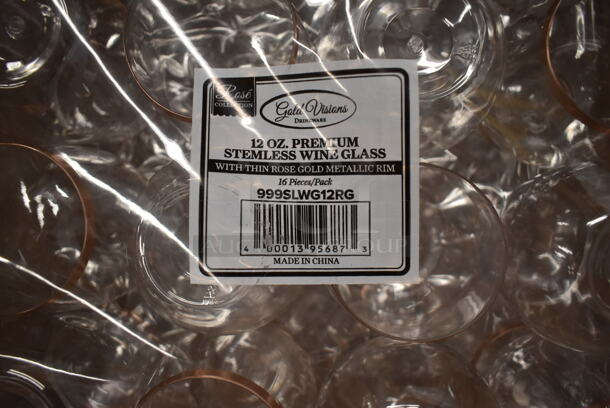 Rosé
COLLECTION
Gold Visions
DRINKWARE
12 OZ. PREMIUM
STEMLESS WINE GLASS
WITH THIN ROSE GOLD METALLIC RIM
16 Pieces/Pack
999SLWG12RG
4 00013 95687 3
MADE IN CHINA